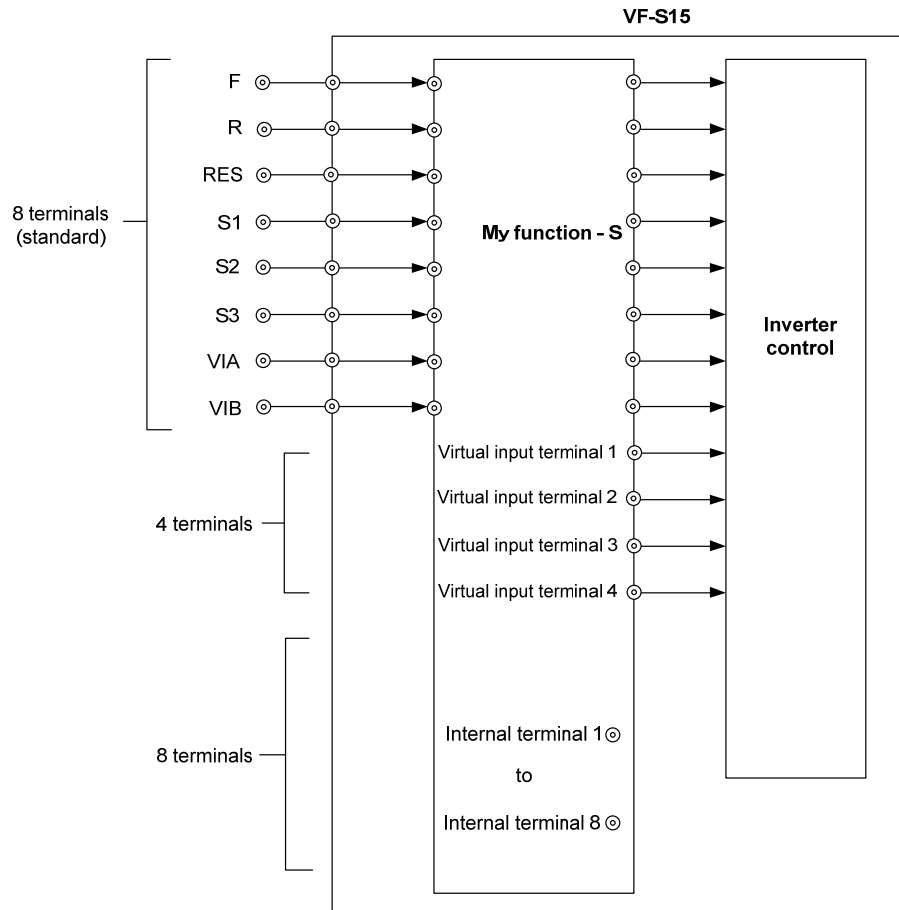 VF-S15
F
R
RES
S1
S2
S3
VIA
VIB
8 terminals
(standard)
My function - S
Inverter
control
Virtual input terminal 1
Virtual input terminal 2
Virtual input terminal 3
Virtual input terminal 4
4 terminals
Internal terminal 1
to
Internal terminal 8
8 terminals